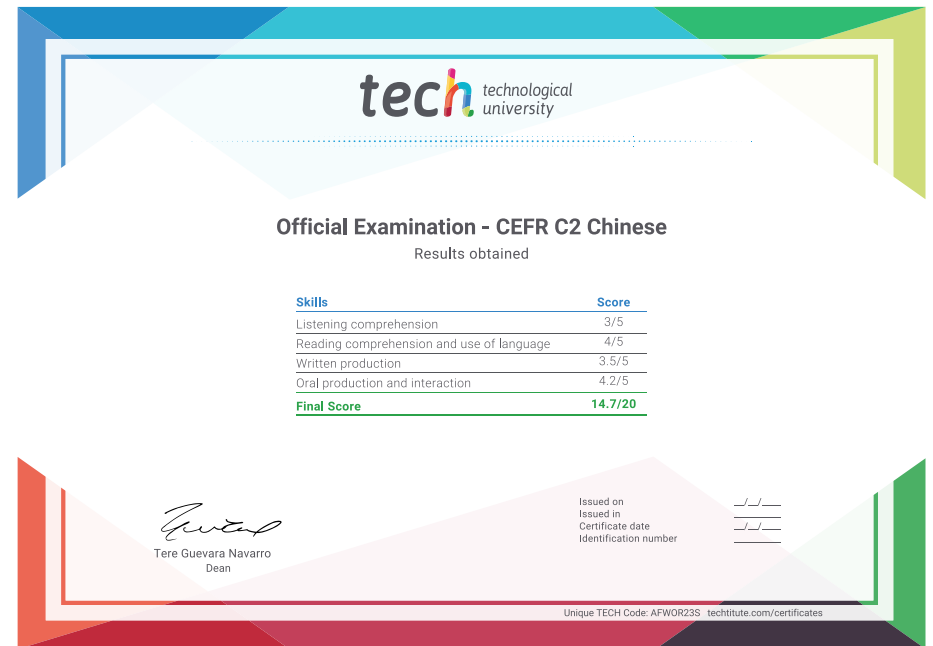 tech technological
university
Official Examination - CEFR C2 Chinese
Results obtained
Skills Score
Listening comprehension 3/5
Reading comprehension and use of language 4/5
Written production 3.5/5
Oral production and interaction 4.2/5
Final Score 14.7/20
Issued on __/__/____
Issued in ________
Certificate date __/__/____
Identification number ________
Tere Guevara Navarro
Dean
Unique TECH Code: AFWOR23S techtitute.com/certificates